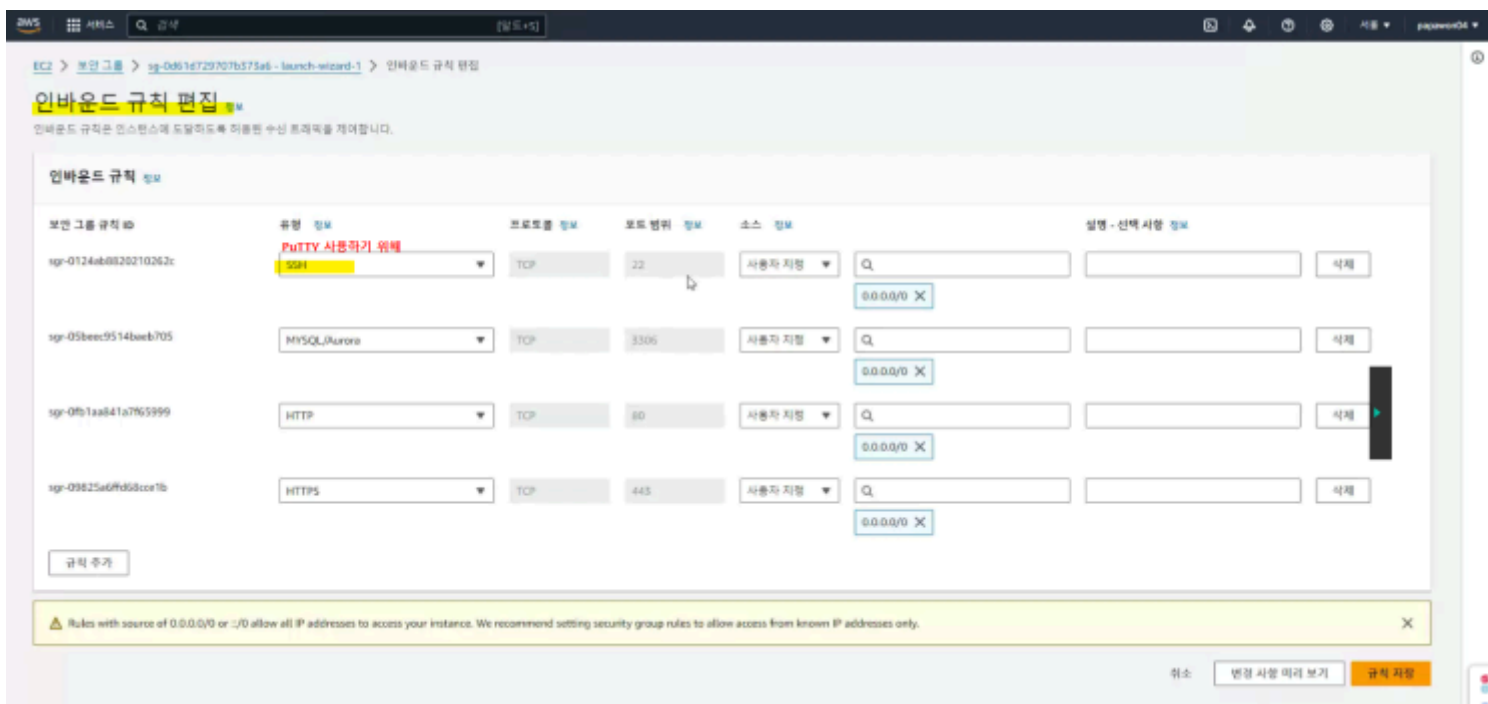 aws 서비스 검색 [알트+S] 서울 papawon04
EC2 > 보안 그룹 > sg-0d61d729707b373a6 - launch-wizard-1 > 인바운드 규칙 편집
인바운드 규칙 편집 정보
인바운드 규칙은 인스턴스에 도달하도록 허용된 수신 트래픽을 제어합니다.
인바운드 규칙 정보
보안 그룹 규칙 ID 유형 정보 프로토콜 정보 포트 범위 정보 소스 정보 설명 - 선택 사항 정보
PuTTY 사용하기 위해
sgr-0124ab8820210262c SSH TCP 22 사용자 지정 삭제
0.0.0.0/0
sgr-05beec9514baeb705 MYSQL/Aurora TCP 3306 사용자 지정 삭제
0.0.0.0/0
sgr-0fb1aa841a7f65999 HTTP TCP 80 사용자 지정 삭제
0.0.0.0/0
sgr-09825a6ffd68cce1b HTTPS TCP 443 사용자 지정 삭제
0.0.0.0/0
규칙 추가
Rules with source of 0.0.0.0/0 or ::/0 allow all IP addresses to access your instance. We recommend setting security group rules to allow access from known IP addresses only.
취소 변경 사항 미리 보기 규칙 저장